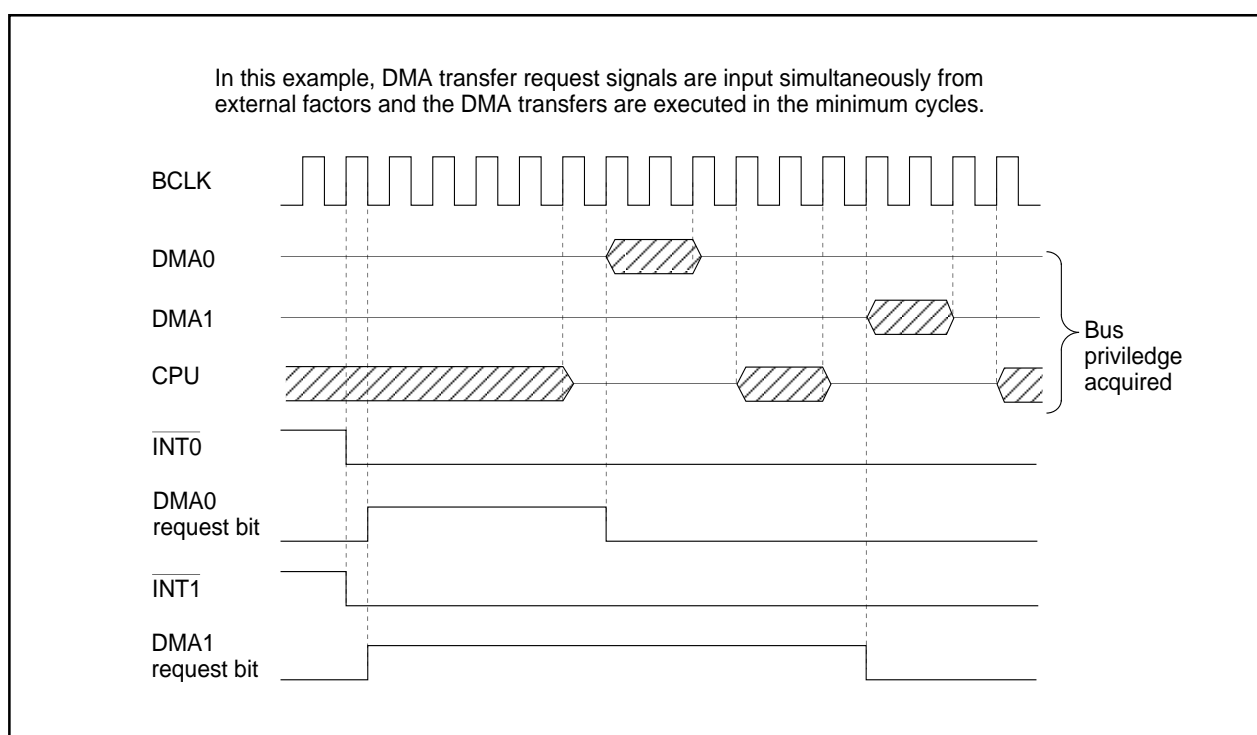 In this example, DMA transfer request signals are input simultaneously from
external factors and the DMA transfers are executed in the minimum cycles.
BCLK
DMA0
DMA1
CPU
Bus
priviledge
acquired
INT0
DMA0
request bit
INT1
DMA1
request bit